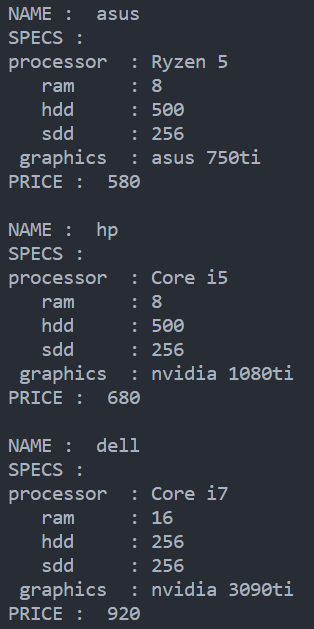 NAME :  asus
SPECS :
processor  : Ryzen 5
   ram     : 8
   hdd     : 500
   sdd     : 256
 graphics  : asus 750ti
PRICE :  580

NAME :  hp
SPECS :
processor  : Core i5
   ram     : 8
   hdd     : 500
   sdd     : 256
 graphics  : nvidia 1080ti
PRICE :  680

NAME :  dell
SPECS :
processor  : Core i7
   ram     : 16
   hdd     : 256
   sdd     : 256
 graphics  : nvidia 3090ti
PRICE :  920